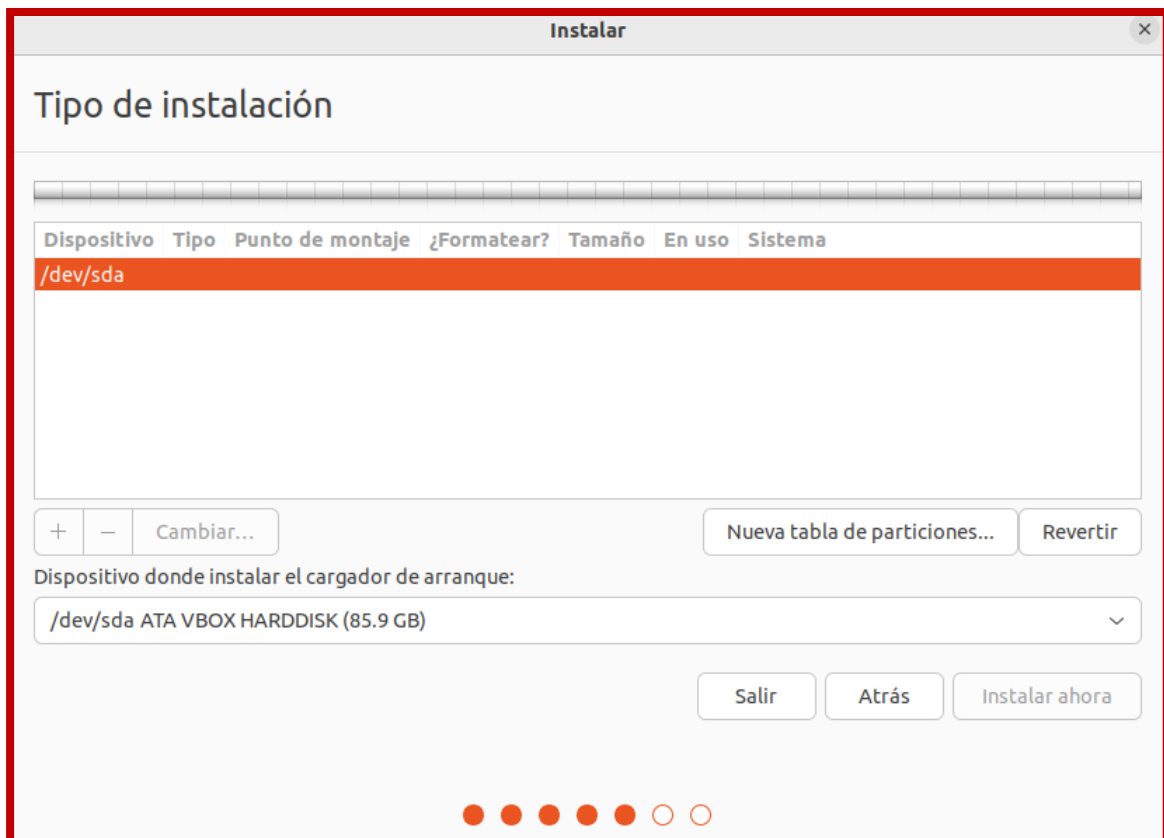 Instalar
Tipo de instalación
Dispositivo Tipo Punto de montaje ¿Formatear? Tamaño En uso Sistema
/dev/sda
+ − Cambiar... Nueva tabla de particiones... Revertir
Dispositivo donde instalar el cargador de arranque:
/dev/sda ATA VBOX HARDDISK (85.9 GB)
Salir Atrás Instalar ahora